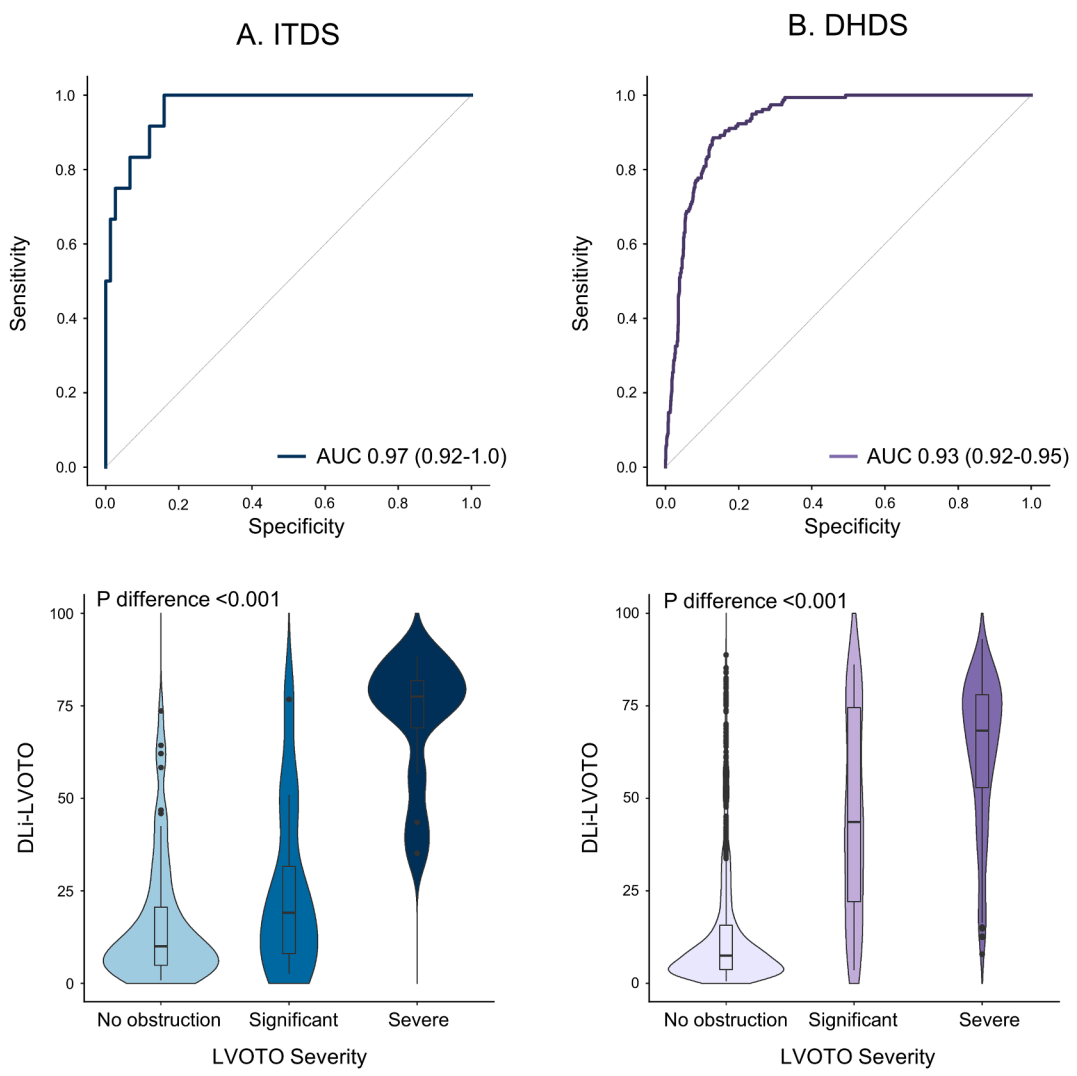 A. ITDS
1.0
0.8
0.6
0.4
0.2
0.0
Sensitivity
AUC 0.97 (0.92-1.0)
0.0 0.2 0.4 0.6 0.8 1.0
Specificity
B. DHDS
1.0
0.8
0.6
0.4
0.2
0.0
Sensitivity
AUC 0.93 (0.92-0.95)
0.0 0.2 0.4 0.6 0.8 1.0
Specificity
P difference <0.001
100
75
50
25
0
DLi-LVOTO
No obstruction Significant Severe
LVOTO Severity
P difference <0.001
100
75
50
25
0
DLi-LVOTO
No obstruction Significant Severe
LVOTO Severity